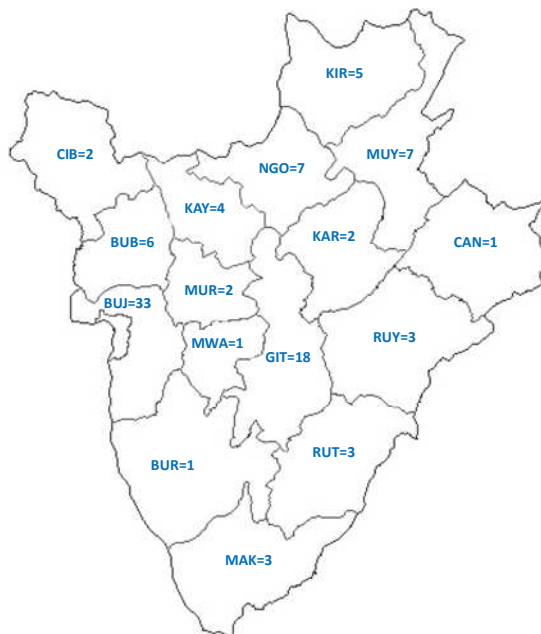 KIR=5
CIB=2
NGO=7
MUY=7
KAY=4
BUB=6
KAR=2
CAN=1
MUR=2
BUJ=33
MWA=1
RUY=3
GIT=18
BUR=1
RUT=3
MAK=3